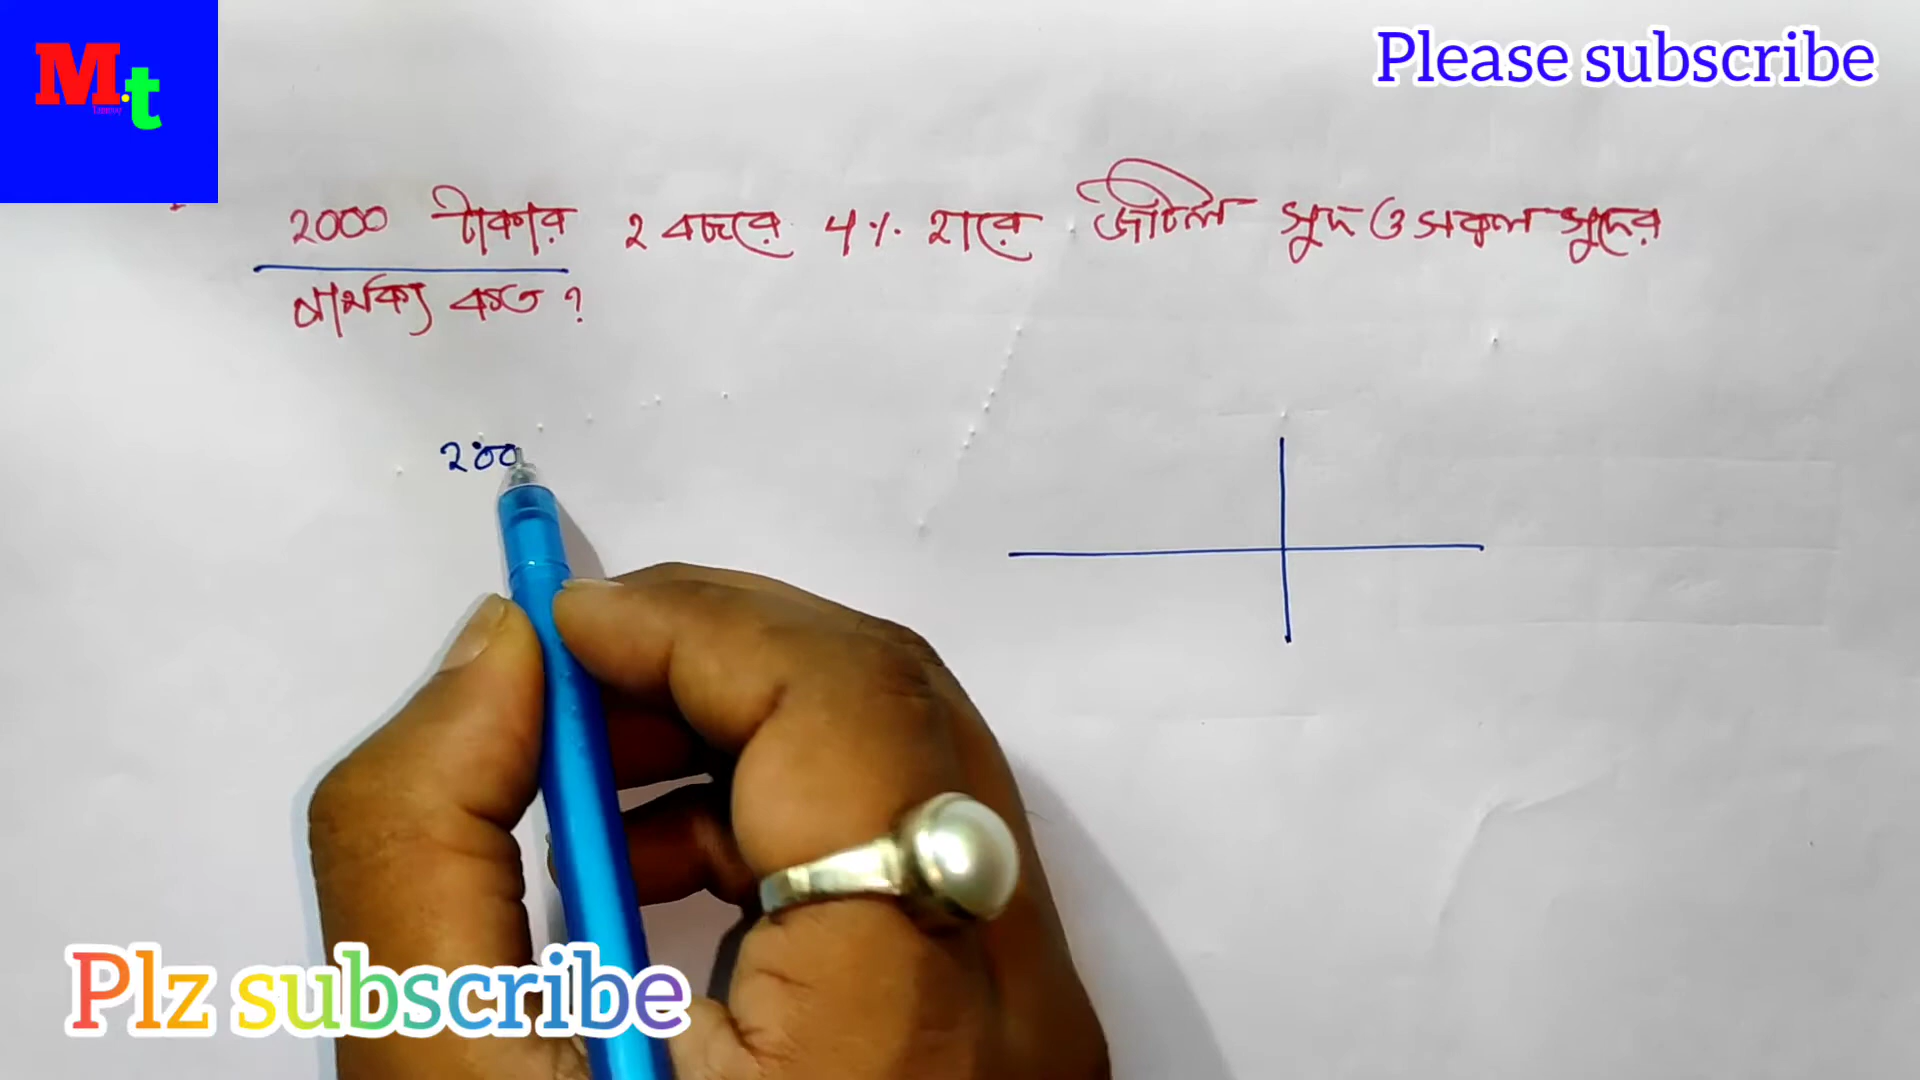 M.t
Please subscribe
2000 টাকার 2 বছরে 4%. হারে জটিল সুদ ও সরল সুদের
পার্থক্য কত?
200
Plz subscribe